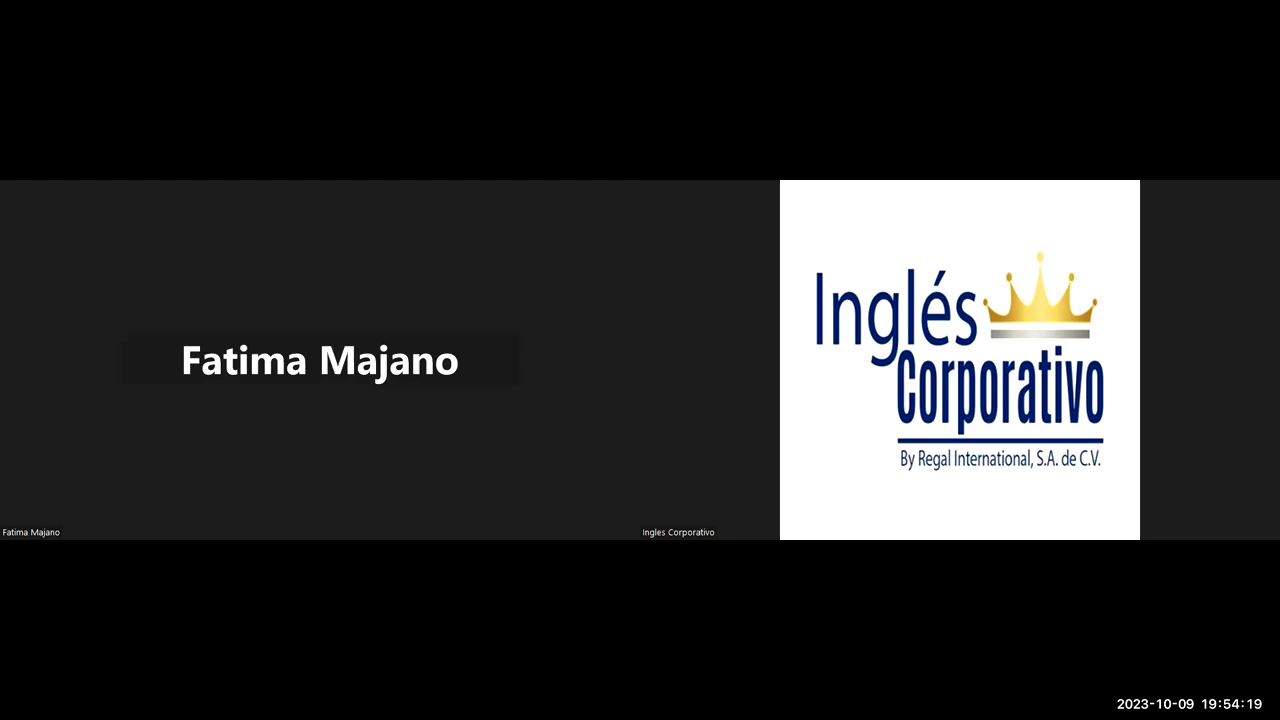 Fatima Majano
Inglés
Corporativo
By Regal International, S.A. de C.V.
Fatima Majano
Ingles Corporativo
2023-10-09 19:54:19